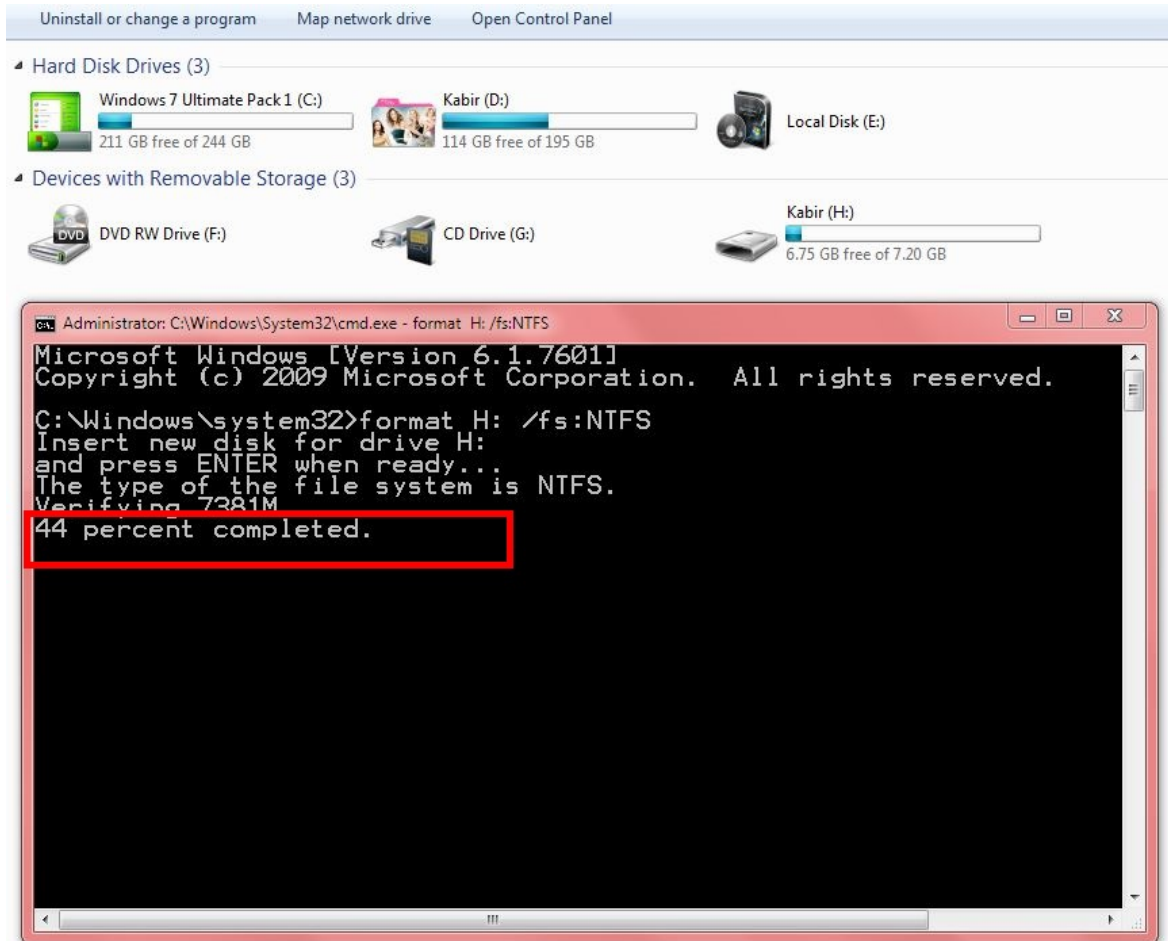 Uninstall or change a program Map network drive Open Control Panel
Hard Disk Drives (3)
Windows 7 Ultimate Pack 1 (C:)
211 GB free of 244 GB
Kabir (D:)
114 GB free of 195 GB
Local Disk (E:)
Devices with Removable Storage (3)
DVD RW Drive (F:)
DVD
CD Drive (G:)
Kabir (H:)
6.75 GB free of 7.20 GB
C:\. Administrator: C:\Windows\System32\cmd.exe - format H: /fs:NTFS
Microsoft Windows [Version 6.1.7601]
Copyright (c) 2009 Microsoft Corporation. All rights reserved.
C:\Windows\system32>format H: /fs:NTFS
Insert new disk for drive H:
and press ENTER when ready...
The type of the file system is NTFS.
Verifying 7381M
44 percent completed.